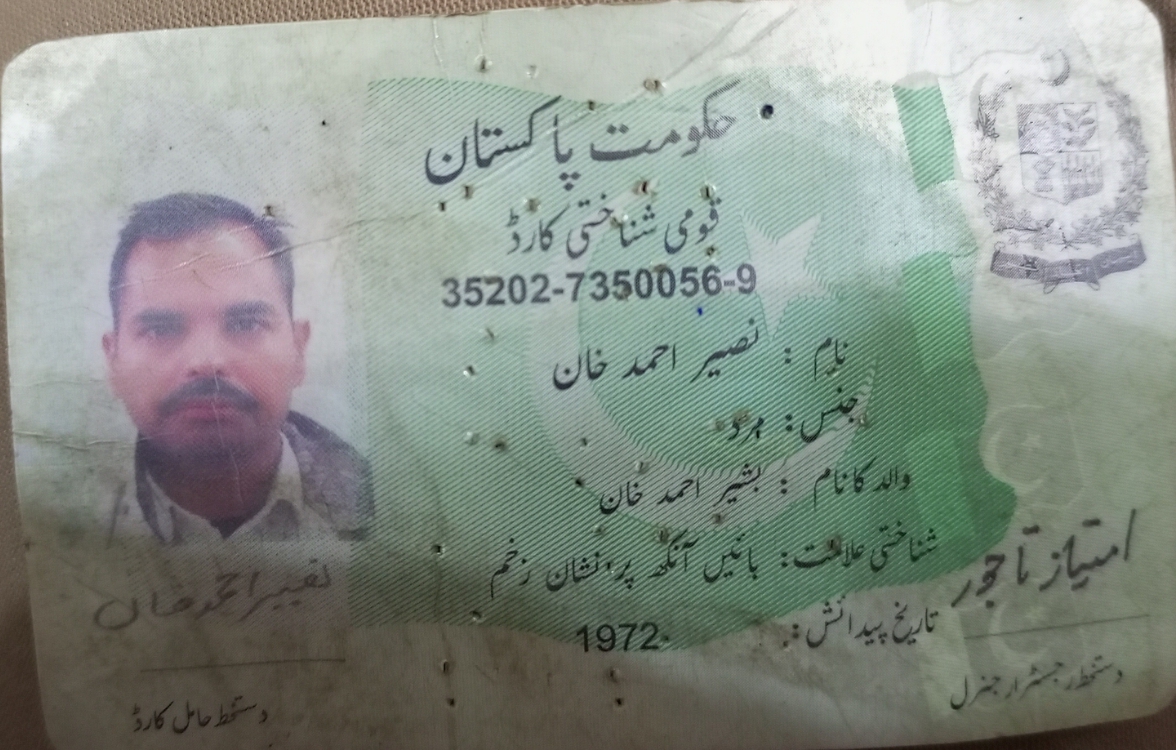 حکومت پاکستان
قومی شناختی کارڈ
35202-7350056-9
نام : نصیر احمد خان
جنس : مرد
والد کا نام : بشیر احمد خان
شناختی علامت : بائیں آنکھ پر نشان زخم
تاریخ پیدائش : 1972
نصیر احمد خان
دستخط حامل کارڈ
امتیاز تاجور
دستخط رجسٹرار جنرل